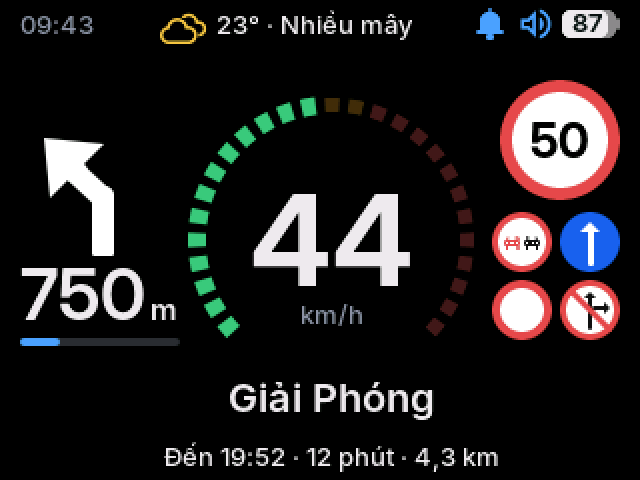 09:43
23° · Nhiều mây
87
50
44
km/h
750 m
Giải Phóng
Đến 19:52 · 12 phút · 4,3 km